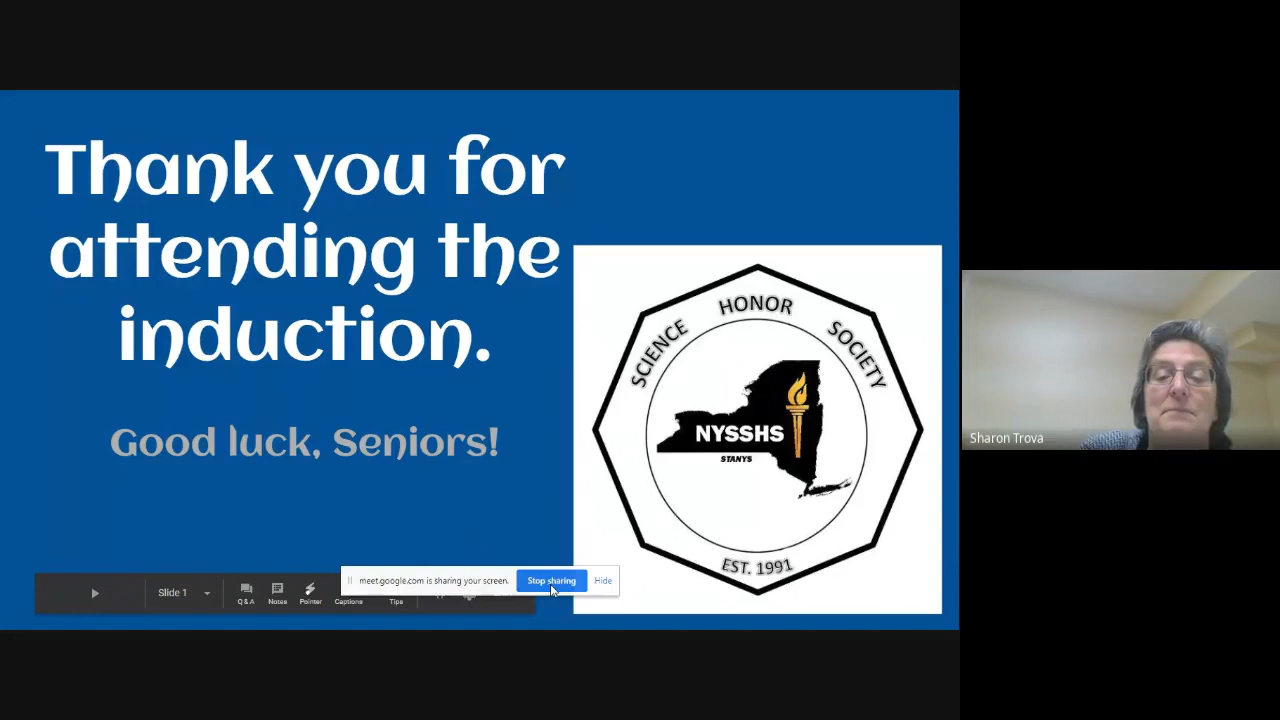 Thank you for
attending the
induction.
Good luck, Seniors!
SCIENCE HONOR SOCIETY
NYSSHS
STANYS
EST. 1991
Sharon Trova
meet.google.com is sharing your screen.
Stop sharing
Hide
Slide 1
Q & A
Notes
Pointer
Captions
Tips